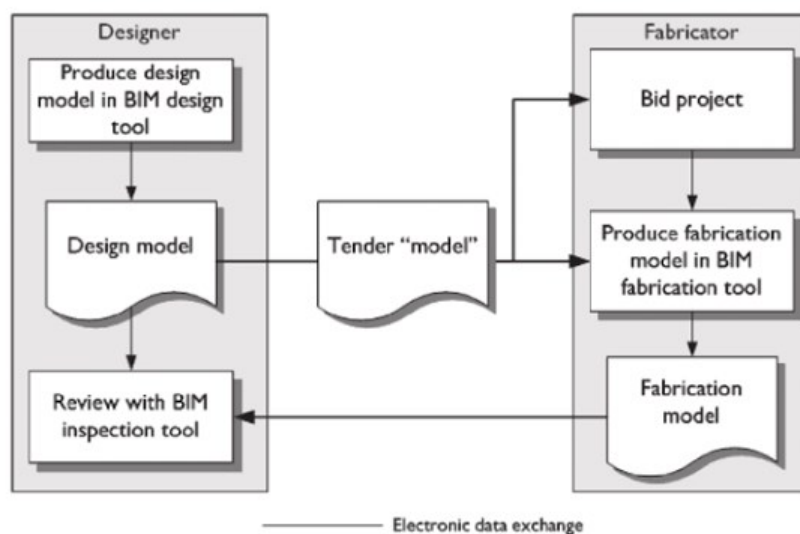 Designer
Produce design
model in BIM design
tool
Design model
Review with BIM
inspection tool
Tender “model”
Fabricator
Bid project
Produce fabrication
model in BIM
fabrication tool
Fabrication
model
Electronic data exchange